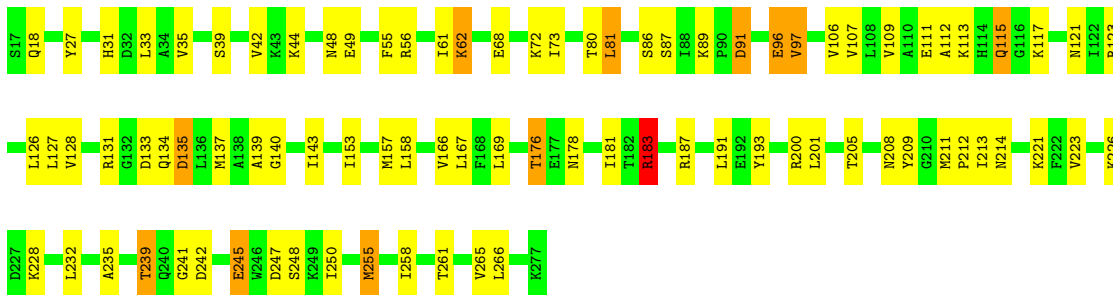 S17 Q18 Y27 H31 D32 L33 A34 V35 S39 V42 K43 K44 N48 E49 F55 R56 I61 K62 E68 K72 I73 T80 L81 S86 S87 I88 K89 P90 D91 E96 V97 V106 V107 L108 V109 A110 E111 A112 K113 H114 Q115 G116 K117 N121 I122
L126 L127 V128 R131 G132 D133 Q134 D135 L136 M137 A138 A139 G140 I143 I153 M157 L158 V166 L167 F168 L169 T176 E177 N178 I181 T182 R183 R187 L191 E192 Y193 R200 L201 T205 N208 Y209 G210 M211 P212 I213 N214 K221 F222 V223
D227 K228 L232 A235 T239 Q240 G241 D242 E245 W246 D247 S248 K249 I250 M255 I258 T261 V265 L266 K277